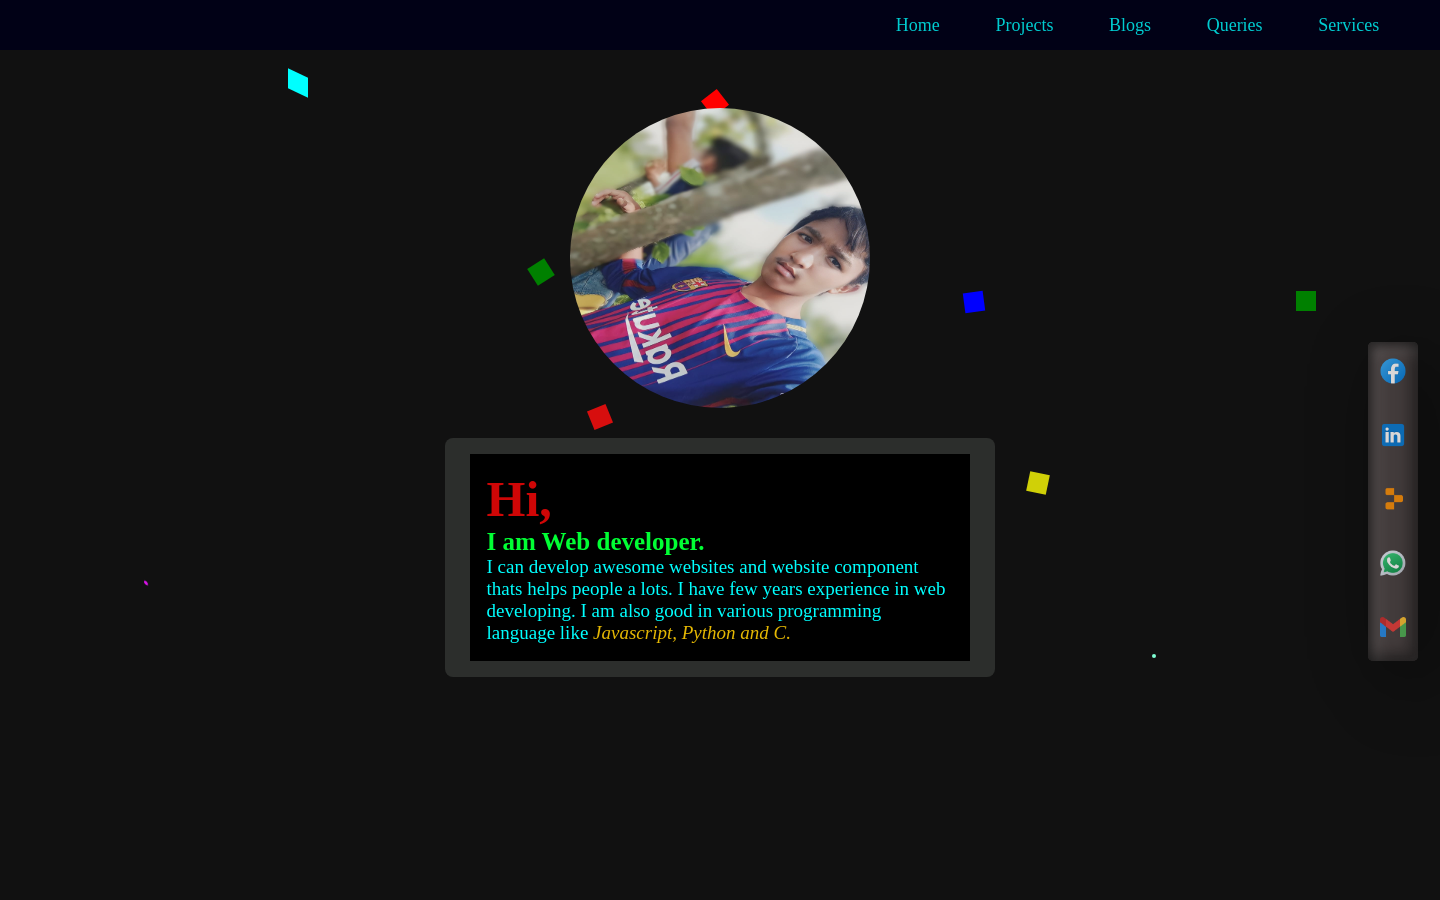 Home Projects Blogs Queries Services
Rakuten
Hi,
I am Web developer.
I can develop awesome websites and website component
thats helps people a lots. I have few years experience in web
developing. I am also good in various programming
language like Javascript, Python and C.
in